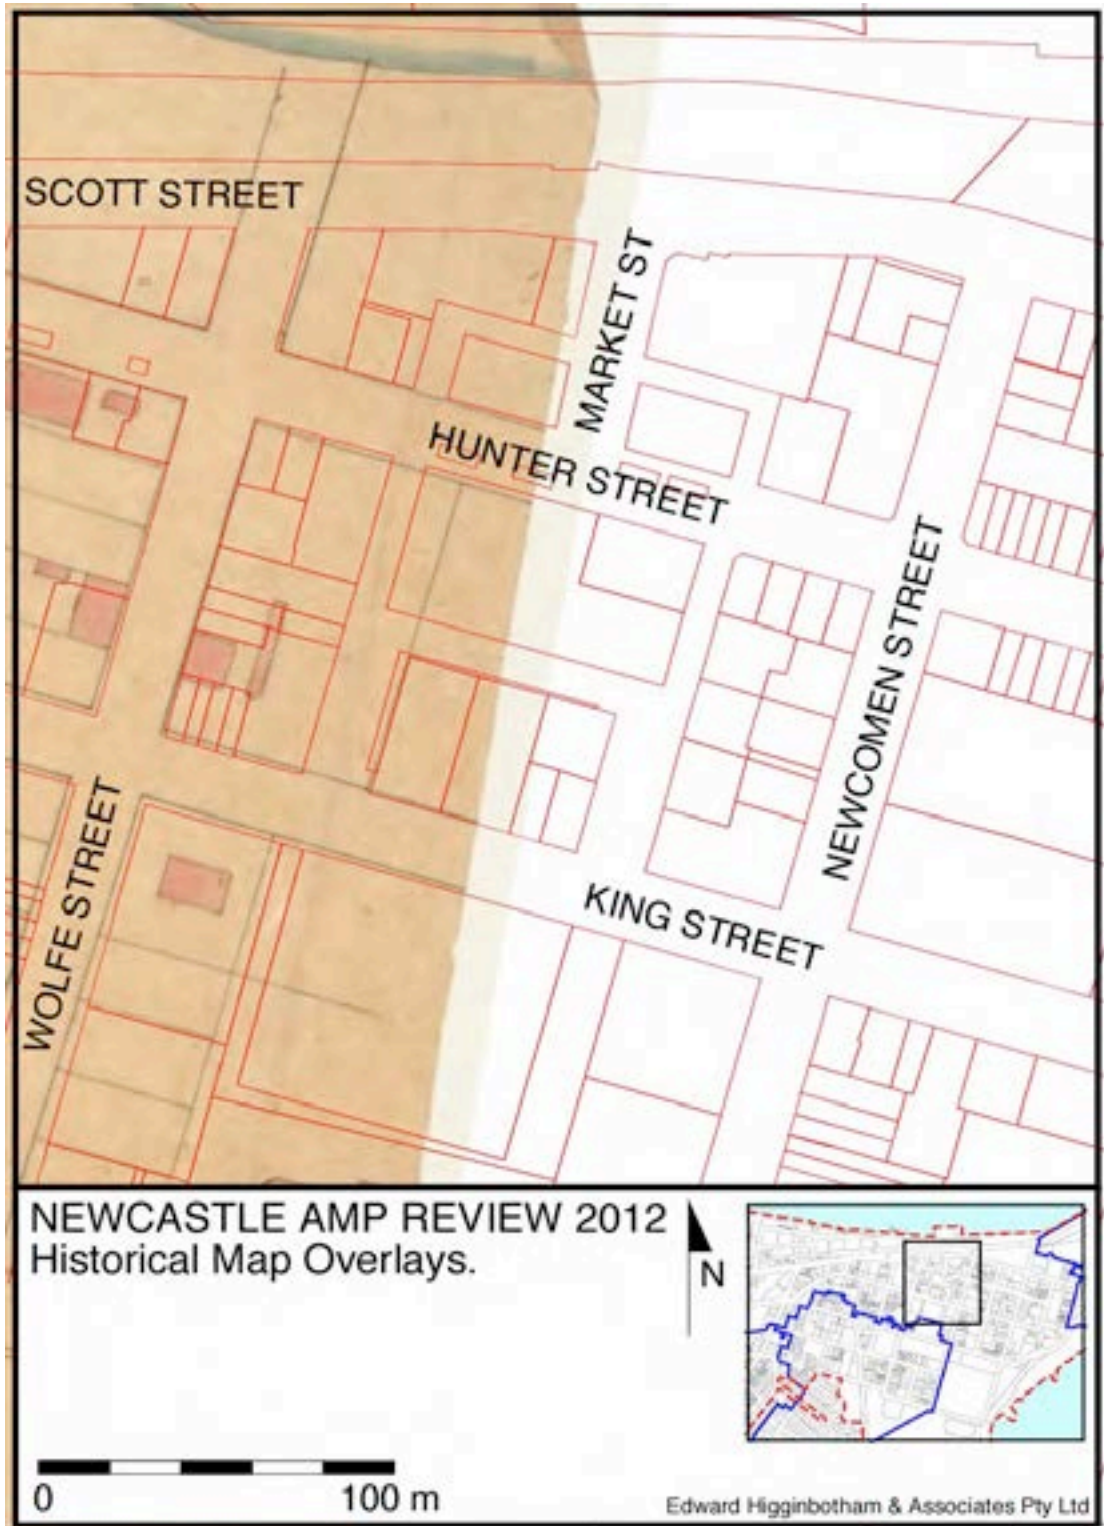 SCOTT STREET
MARKET ST
HUNTER STREET
NEWCOMEN STREET
WOLFE STREET
KING STREET
NEWCASTLE AMP REVIEW 2012
Historical Map Overlays.
N
0 100 m
Edward Higginbotham & Associates Pty Ltd